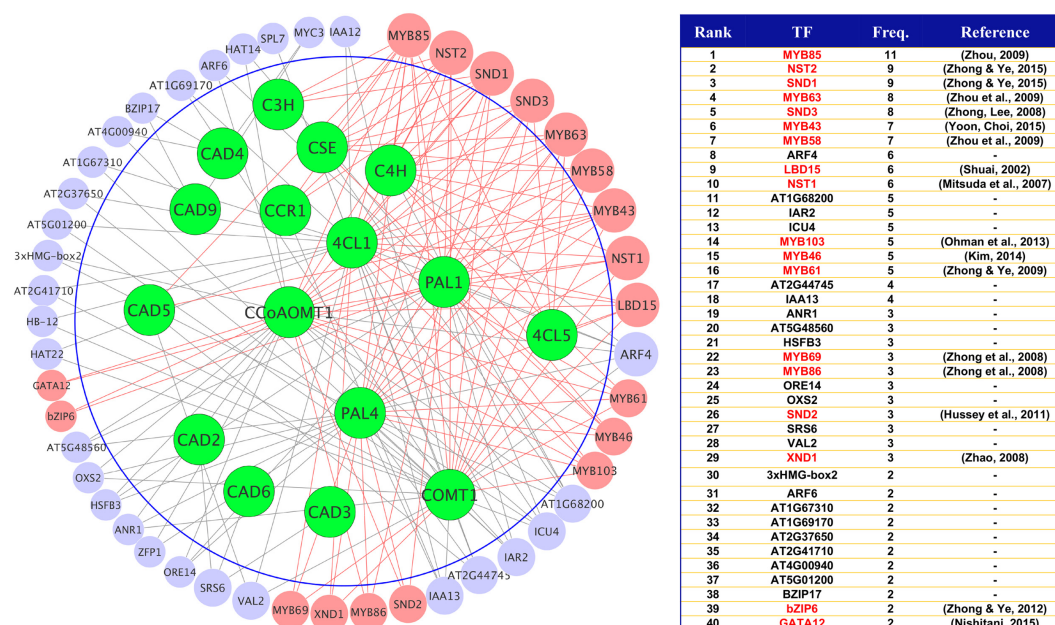 IAA12
MYC3
SPL7
HAT14
ARF6
AT1G69170
BZIP17
AT4G00940
AT1G67310
AT2G37650
AT5G01200
3xHMG-box2
AT2G41710
HB-12
HAT22
GATA12
bZIP6
AT5G48560
OXS2
HSFB3
ANR1
ZFP1
ORE14
SRS6
VAL2
MYB69
XND1
MYB86
SND2
IAA13
AT2G44745
IAR2
ICU4
AT1G68200
MYB103
MYB46
MYB61
ARF4
LBD15
NST1
MYB43
MYB58
MYB63
SND3
SND1
NST2
MYB85
C3H
CSE
CAD4
C4H
CAD9
CCR1
4CL1
PAL1
CAD5
CCoAOMT1
4CL5
PAL4
CAD2
CAD6
CAD3
COMT1
Rank TF Freq. Reference
1 MYB85 11 (Zhou, 2009)
2 NST2 9 (Zhong & Ye, 2015)
3 SND1 9 (Zhong & Ye, 2015)
4 MYB63 8 (Zhou et al., 2009)
5 SND3 8 (Zhong, Lee, 2008)
6 MYB43 7 (Yoon, Choi, 2015)
7 MYB58 7 (Zhou et al., 2009)
8 ARF4 6 -
9 LBD15 6 (Shuai, 2002)
10 NST1 6 (Mitsuda et al., 2007)
11 AT1G68200 5 -
12 IAR2 5 -
13 ICU4 5 -
14 MYB103 5 (Ohman et al., 2013)
15 MYB46 5 (Kim, 2014)
16 MYB61 5 (Zhong & Ye, 2009)
17 AT2G44745 4 -
18 IAA13 4 -
19 ANR1 3 -
20 AT5G48560 3 -
21 HSFB3 3 -
22 MYB69 3 (Zhong et al., 2008)
23 MYB86 3 (Zhong et al., 2008)
24 ORE14 3 -
25 OXS2 3 -
26 SND2 3 (Hussey et al., 2011)
27 SRS6 3 -
28 VAL2 3 -
29 XND1 3 (Zhao, 2008)
30 3xHMG-box2 2 -
31 ARF6 2 -
32 AT1G67310 2 -
33 AT1G69170 2 -
34 AT2G37650 2 -
35 AT2G41710 2 -
36 AT4G00940 2 -
37 AT5G01200 2 -
38 BZIP17 2 -
39 bZIP6 2 (Zhong & Ye, 2012)
40 GATA12 2 (Nishitani, 2015)